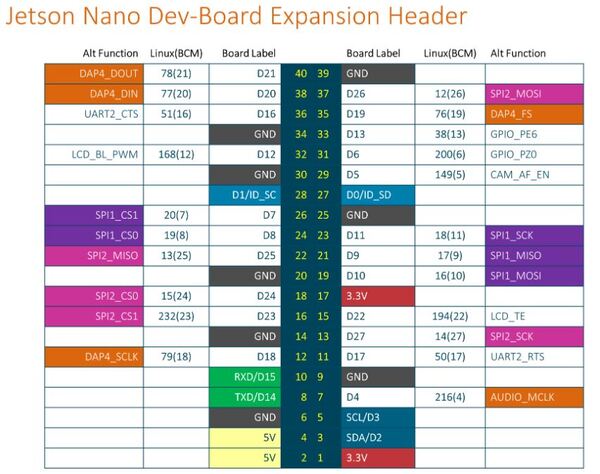 Jetson Nano Dev-Board Expansion Header
Alt Function Linux(BCM) Board Label Board Label Linux(BCM) Alt Function
DAP4_DOUT 78(21) D21 40 39 GND
DAP4_DIN 77(20) D20 38 37 D26 12(26) SPI2_MOSI
UART2_CTS 51(16) D16 36 35 D19 76(19) DAP4_FS
GND 34 33 D13 38(13) GPIO_PE6
LCD_BL_PWM 168(12) D12 32 31 D6 200(6) GPIO_PZ0
GND 30 29 D5 149(5) CAM_AF_EN
D1/ID_SC 28 27 D0/ID_SD
SPI1_CS1 20(7) D7 26 25 GND
SPI1_CS0 19(8) D8 24 23 D11 18(11) SPI1_SCK
SPI2_MISO 13(25) D25 22 21 D9 17(9) SPI1_MISO
GND 20 19 D10 16(10) SPI1_MOSI
SPI2_CS0 15(24) D24 18 17 3.3V
SPI2_CS1 232(23) D23 16 15 D22 194(22) LCD_TE
GND 14 13 D27 14(27) SPI2_SCK
DAP4_SCLK 79(18) D18 12 11 D17 50(17) UART2_RTS
RXD/D15 10 9 GND
TXD/D14 8 7 D4 216(4) AUDIO_MCLK
GND 6 5 SCL/D3
5V 4 3 SDA/D2
5V 2 1 3.3V